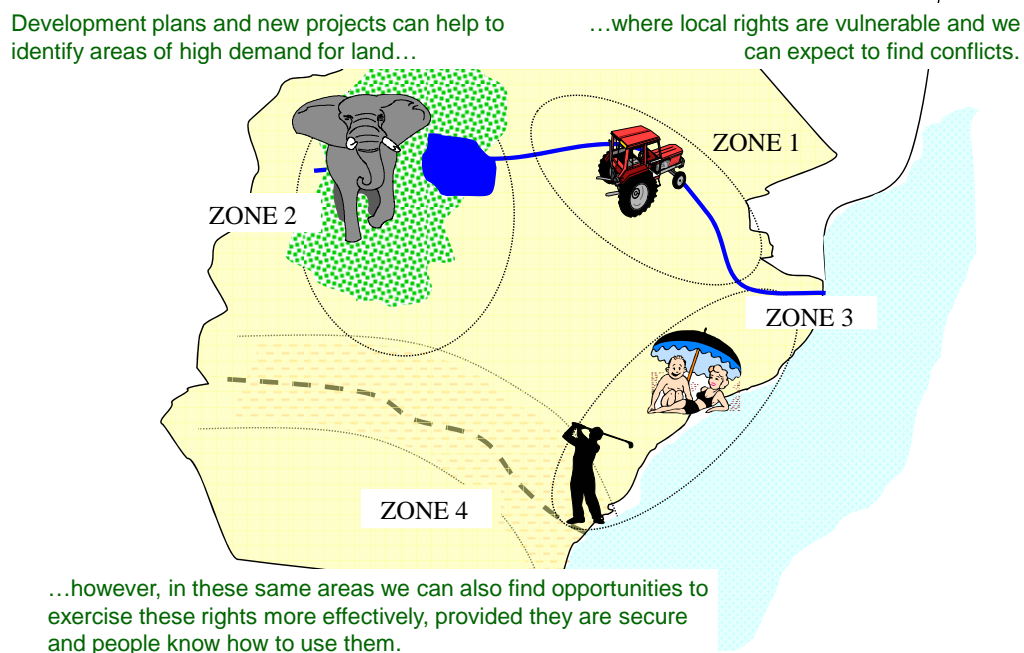 Development plans and new projects can help to
identify areas of high demand for land…
…where local rights are vulnerable and we
can expect to find conflicts.
ZONE 1
ZONE 2
ZONE 3
ZONE 4
…however, in these same areas we can also find opportunities to
exercise these rights more effectively, provided they are secure
and people know how to use them.